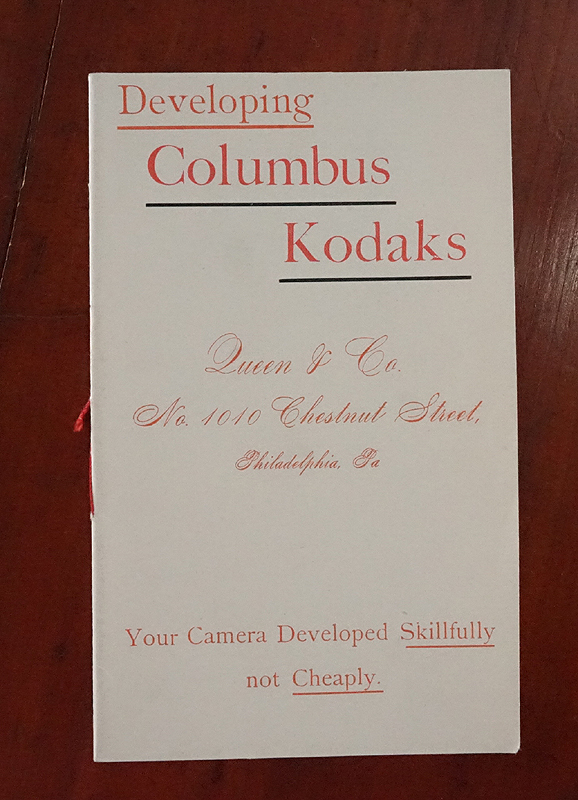 Developing
Columbus
Kodaks
Queen & Co.
No. 1010 Chestnut Street,
Philadelphia, Pa
Your Camera Developed Skillfully
not Cheaply.